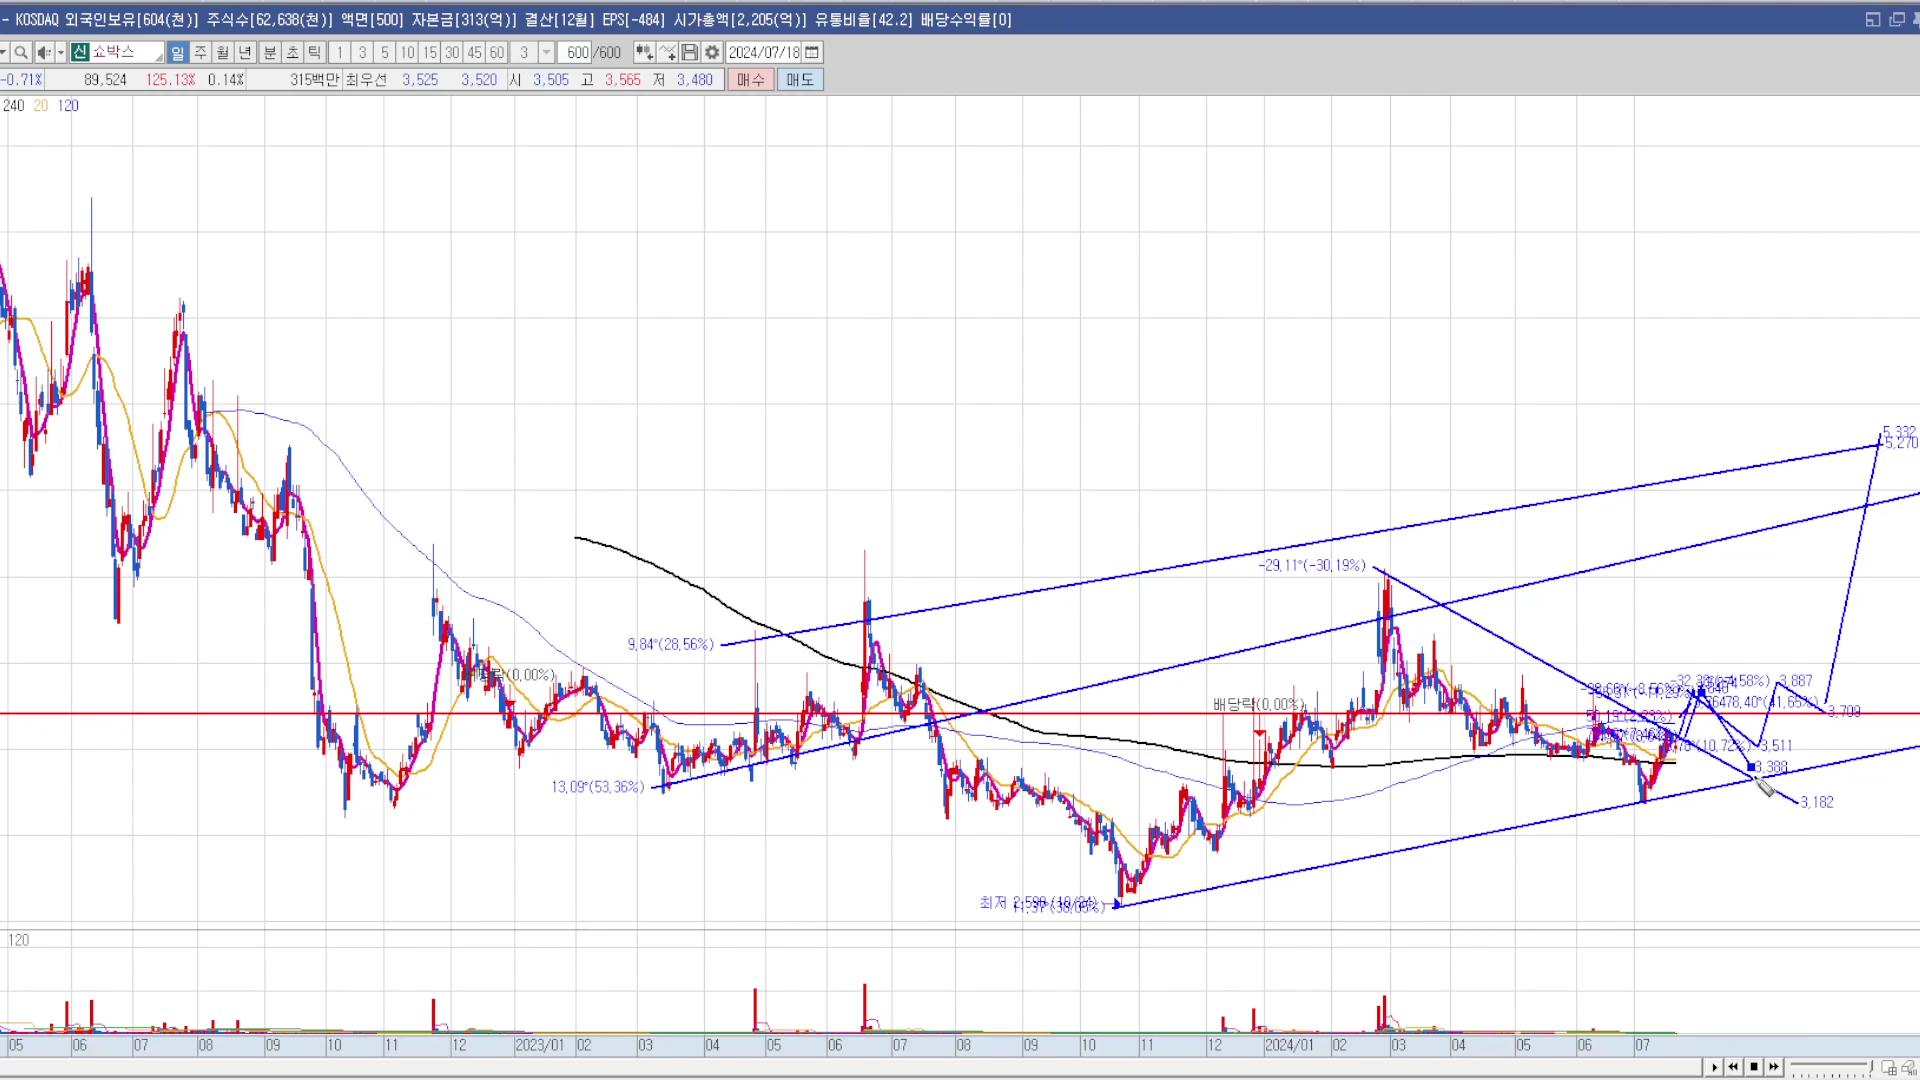 - KOSDAQ 외국인보유[604(천)] 주식수[62,638(천)] 액면[500] 자본금[313(억)] 결산[12월] EPS[-484] 시가총액[2,205(억)] 유통비율[42.2] 배당수익률[0]
신 쇼박스 일 주 월 년 분 초 틱 1 3 5 10 15 30 45 60 3 600 /600 2024/07/18
-0.71% 89,524 125.13% 0.14% 315백만 최우선 3,525 3,520 시 3,505 고 3,565 저 3,480 매수 매도
240 20 120
5,332
5,270
-29.11°(-30.19%)
9.84°(28.56%)
배당락(0.00%)
3,887
배당락(0.00%)
3,709
3,511
3,388
13.09°(53.36%)
3,182
최저
120
05 06 07 08 09 10 11 12 2023/01 02 03 04 05 06 07 08 09 10 11 12 2024/01 02 03 04 05 06 07